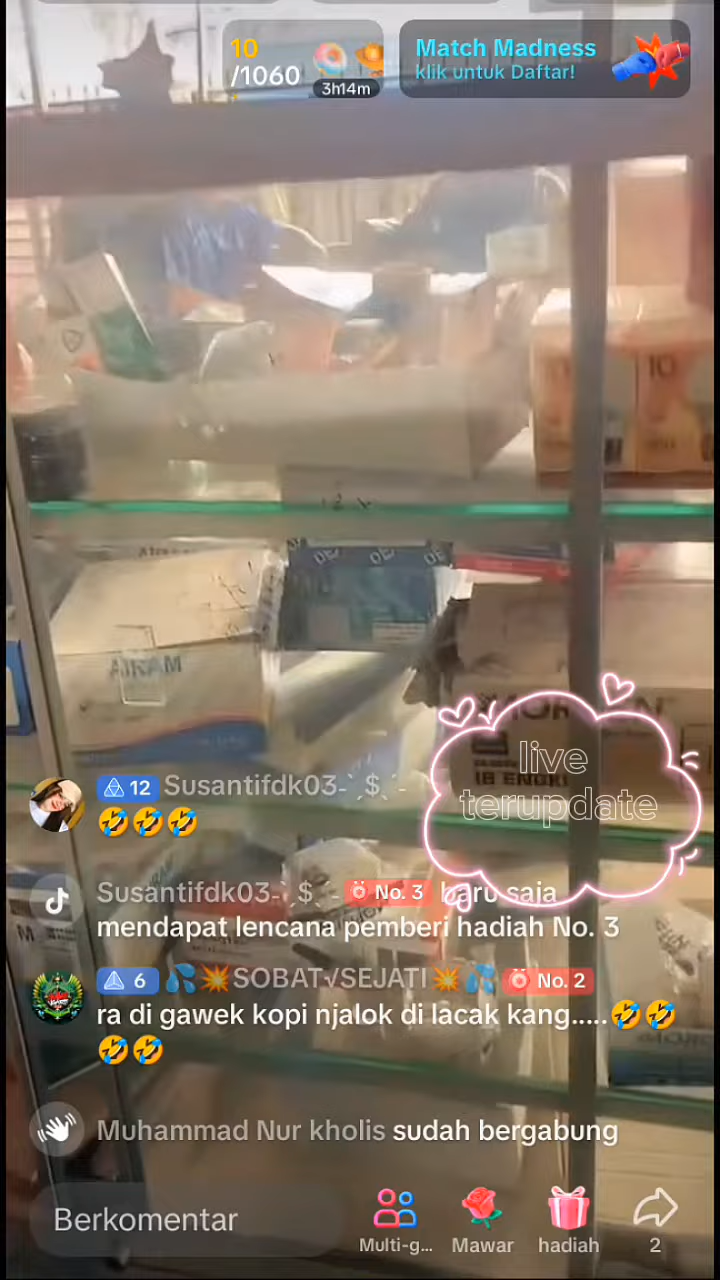 10
/1060
3h14m
Match Madness
klik untuk Daftar!
10
AIRAM
live
terupdate
12 Susantifdk03 $
🤣🤣🤣
Susantifdk03 $ No. 3 baru saja
mendapat lencana pemberi hadiah No. 3
6 💦💥SOBAT√SEJATI💥💦 No. 2
ra di gawek kopi njalok di lacak kang.....🤣🤣
🤣🤣
Muhammad Nur kholis sudah bergabung
Berkomentar
Multi-g...
Mawar
hadiah
2